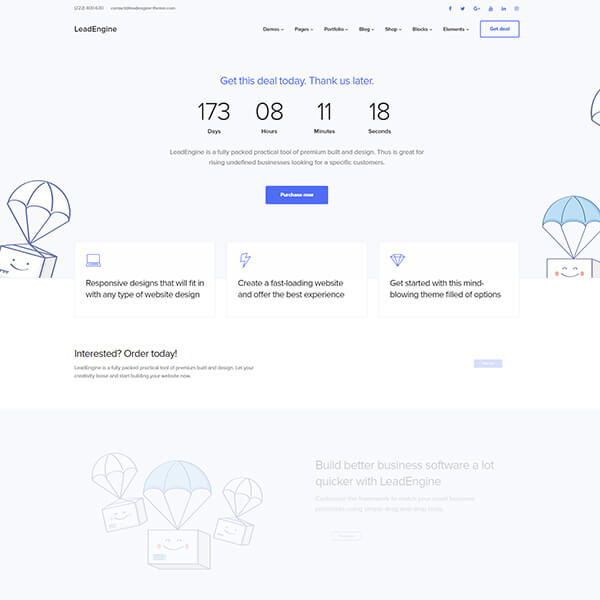 (222) 400-630 contact@leadengine-theme.com
LeadEngine
Demos Pages Portfolio Blog Shop Blocks Elements Get deal
Get this deal today. Thank us later.
173 08 11 18
Days Hours Minutes Seconds
LeadEngine is a fully packed practical tool of premium built and design. Thus is great for
rising undefined businesses looking for a specific customers.
Purchase now
Responsive designs that will fit in
with any type of website design
Create a fast-loading website
and offer the best experience
Get started with this mind-
blowing theme filled of options
Interested? Order today!
LeadEngine is a fully packed practical tool of premium built and design. Let your
creativity loose and start building your website now.
Build better business software a lot
quicker with LeadEngine
Customize the framework to match your small business
processes using simple drag-and-drop tools.